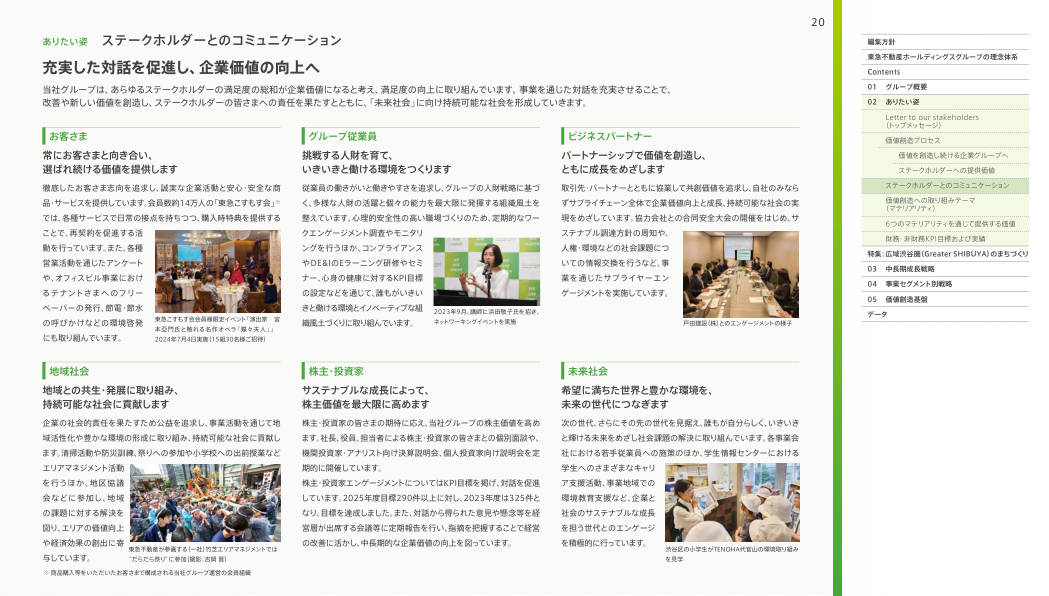 20
ありたい姿 ステークホルダーとのコミュニケーション
充実した対話を促進し、企業価値の向上へ
当社グループは、あらゆるステークホルダーの満足度の総和が企業価値になると考え、満足度の向上に取り組んでいます。事業を通じた対話を充実させることで、
改善や新しい価値を創造し、ステークホルダーの皆さまへの責任を果たすとともに、「未来社会」に向け持続可能な社会を形成していきます。
お客さま
常にお客さまと向き合い、
選ばれ続ける価値を提供します
徹底したお客さま志向を追求し、誠実な企業活動と安心・安全な商
品・サービスを提供しています。会員数約14万人の「東急こすもす会」※
では、各種サービスで日常の接点を持ちつつ、購入時特典を提供する
ことで、再契約を促進する活
動を行っています。また、各種
営業活動を通じたアンケート
や、オフィスビル事業におけ
るテナントさまへのフリー
ペーパーの発行、節電・節水
の呼びかけなどの環境啓発
にも取り組んでいます。
東急こすもす会会員様限定イベント「演出家 宮
本亞門氏と触れる名作オペラ『蝶々夫人』」
2024年7月4日実施(15組30名様ご招待)
グループ従業員
挑戦する人財を育て、
いきいきと働ける環境をつくります
従業員の働きがいと働きやすさを追求し、グループの人財戦略に基づ
く、多様な人財の活躍と個々の能力を最大限に発揮する組織風土を
整えています。心理的安全性の高い職場づくりのため、定期的なワー
クエンゲージメント調査やモニタリ
ングを行うほか、コンプライアンス
やDE&IのEラーニング研修やセミ
ナー、心身の健康に対するKPI目標
の設定などを通じて、誰もがいきい
きと働ける環境とイノベーティブな組
織風土づくりに取り組んでいます。
2023年9月、講師に浜田敬子氏を招き、
ネットワーキングイベントを実施
ビジネスパートナー
パートナーシップで価値を創造し、
ともに成長をめざします
取引先・パートナーとともに協業して共創価値を追求し、自社のみなら
ずサプライチェーン全体で企業価値向上と成長、持続可能な社会の実
現をめざしています。協力会社との合同安全大会の開催をはじめ、サ
ステナブル調達方針の周知や、
人権・環境などの社会課題につ
いての情報交換を行うなど、事
業を通じたサプライヤーエン
ゲージメントを実施しています。
戸田建設(株)とのエンゲージメントの様子
地域社会
地域との共生・発展に取り組み、
持続可能な社会に貢献します
企業の社会的責任を果たすため公益を追求し、事業活動を通じて地
域活性化や豊かな環境の形成に取り組み、持続可能な社会に貢献し
ます。清掃活動や防災訓練、祭りへの参加や小学校への出前授業など
エリアマネジメント活動
を行うほか、地区協議
会などに参加し、地域
の課題に対する解決を
図り、エリアの価値向上
や経済効果の創出に寄
与しています。
東急不動産が参画する(一社)竹芝エリアマネジメントでは
“だらだら祭り”に参加(撮影:吉岡 晋)
株主・投資家
サステナブルな成長によって、
株主価値を最大限に高めます
株主・投資家の皆さまの期待に応え、当社グループの株主価値を高め
ます。社長、役員、担当者による株主・投資家の皆さまとの個別面談や、
機関投資家・アナリスト向け決算説明会、個人投資家向け説明会を定
期的に開催しています。
株主・投資家エンゲージメントについてはKPI目標を掲げ、対話を促進
しています。2025年度目標290件以上に対し、2023年度は325件と
なり、目標を達成しました。また、対話から得られた意見や懸念等を経
営層が出席する会議等に定期報告を行い、指摘を把握することで経営
の改善に活かし、中長期的な企業価値の向上を図っています。
未来社会
希望に満ちた世界と豊かな環境を、
未来の世代につなぎます
次の世代、さらにその先の世代を見据え、誰もが自分らしく、いきいき
と輝ける未来をめざし社会課題の解決に取り組んでいます。各事業会
社における若手従業員への施策のほか、学生情報センターにおける
学生へのさまざまなキャリ
ア支援活動、事業地域での
環境教育支援など、企業と
社会のサステナブルな成長
を担う世代とのエンゲージ
を積極的に行っています。
渋谷区の小学生がTENOHA代官山の環境取り組み
を見学
※ 商品購入等をいただいたお客さまで構成される当社グループ運営の会員組織
編集方針
東急不動産ホールディングスグループの理念体系
Contents
01 グループ概要
02 ありたい姿
Letter to our stakeholders
(トップメッセージ)
価値創造プロセス
価値を創造し続ける企業グループへ
ステークホルダーへの提供価値
ステークホルダーとのコミュニケーション
価値創造への取り組みテーマ
(マテリアリティ)
6つのマテリアリティを通じて提供する価値
財務・非財務KPI目標および実績
特集:広域渋谷圏(Greater SHIBUYA)のまちづくり
03 中長期成長戦略
04 事業セグメント別戦略
05 価値創造基盤
データ